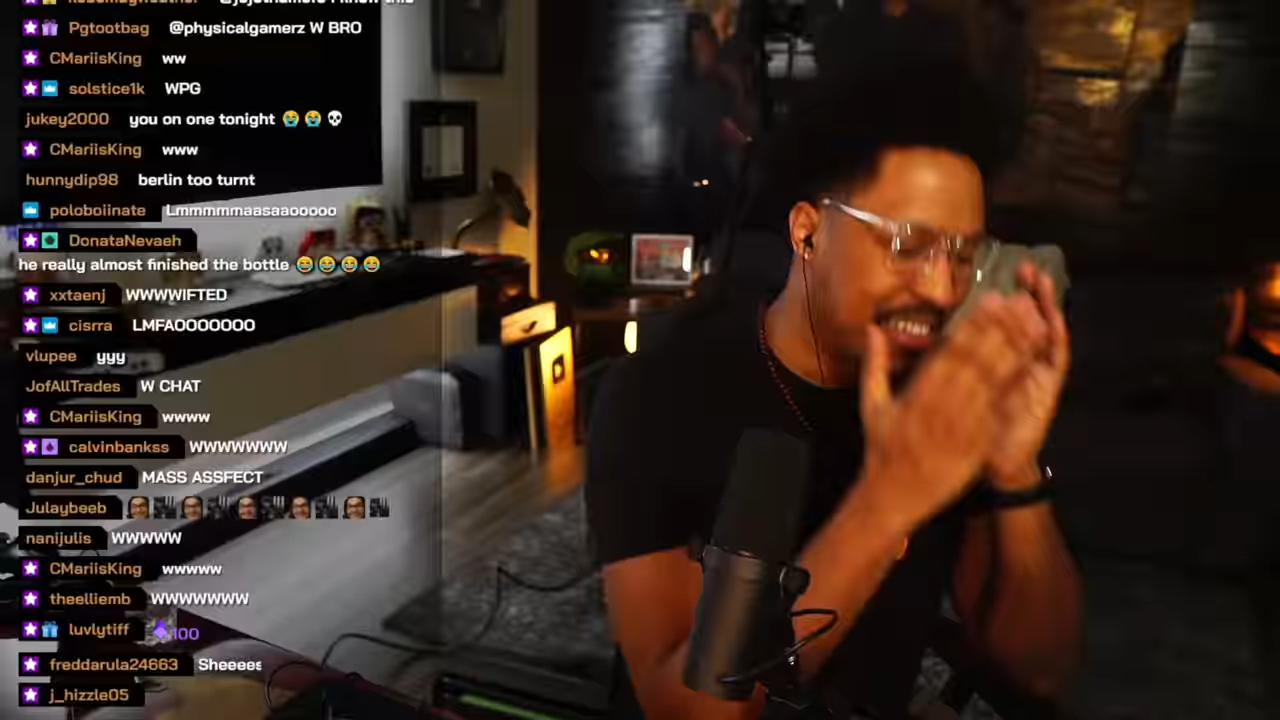 Pgtootbag @physicalgamerz W BRO
CMariisKing ww
solstice1k WPG
jukey2000 you on one tonight 😭 😭 💀
CMariisKing www
hunnydip98 berlin too turnt
poloboiinate Lmmmmmaasaaooooo
DonataNevaeh
he really almost finished the bottle 😂😂😂😂
xxtaenj WWWWIFTED
cisrra LMFAOOOOOOO
vlupee yyy
JofAllTrades W CHAT
CMariisKing wwww
calvinbankss WWWWWWW
danjur_chud MASS ASSFECT
Julaybeeb
nanijulis WWWWW
CMariisKing wwwww
theelliemb WWWWWWW
luvlytiff 100
freddarula24663 Sheeees
j_hizzle05